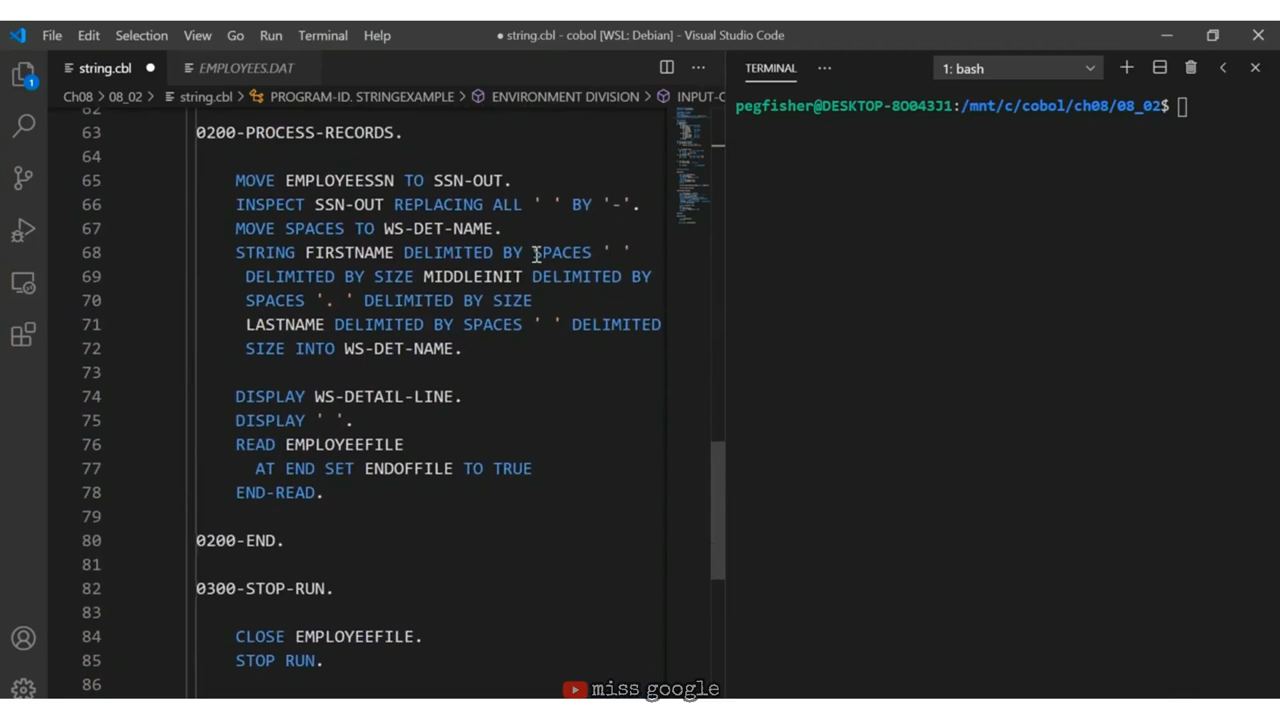 File Edit Selection View Go Run Terminal Help
● string.cbl - cobol [WSL: Debian] - Visual Studio Code
string.cbl ●
EMPLOYEES.DAT
TERMINAL
1: bash
Ch08 > 08_02 > string.cbl > PROGRAM-ID. STRINGEXAMPLE > ENVIRONMENT DIVISION > INPUT-C
pegfisher@DESKTOP-8O043J1:/mnt/c/cobol/ch08/08_02$
1
62
63 0200-PROCESS-RECORDS.
64
65 MOVE EMPLOYEESSN TO SSN-OUT.
66 INSPECT SSN-OUT REPLACING ALL ' ' BY '-'.
67 MOVE SPACES TO WS-DET-NAME.
68 STRING FIRSTNAME DELIMITED BY SPACES ' '
69 DELIMITED BY SIZE MIDDLEINIT DELIMITED BY
70 SPACES '. ' DELIMITED BY SIZE
71 LASTNAME DELIMITED BY SPACES ' ' DELIMITED
72 SIZE INTO WS-DET-NAME.
73
74 DISPLAY WS-DETAIL-LINE.
75 DISPLAY ' '.
76 READ EMPLOYEEFILE
77 AT END SET ENDOFFILE TO TRUE
78 END-READ.
79
80 0200-END.
81
82 0300-STOP-RUN.
83
84 CLOSE EMPLOYEEFILE.
85 STOP RUN.
86
miss google